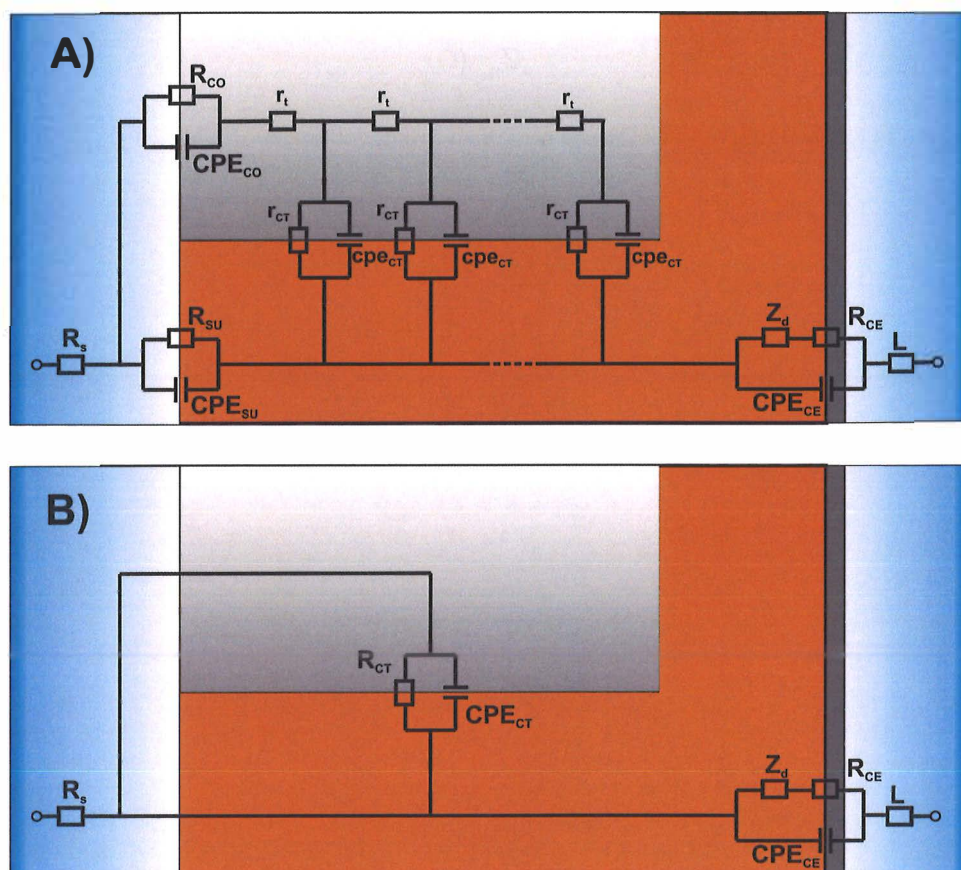 A)
R_CO
CPE_CO
r_t
r_t
r_t
r_CT
cpe_CT
r_CT
cpe_CT
r_CT
cpe_CT
R_s
R_SU
CPE_SU
Z_d
R_CE
CPE_CE
L
B)
R_CT
CPE_CT
R_s
Z_d
R_CE
CPE_CE
L